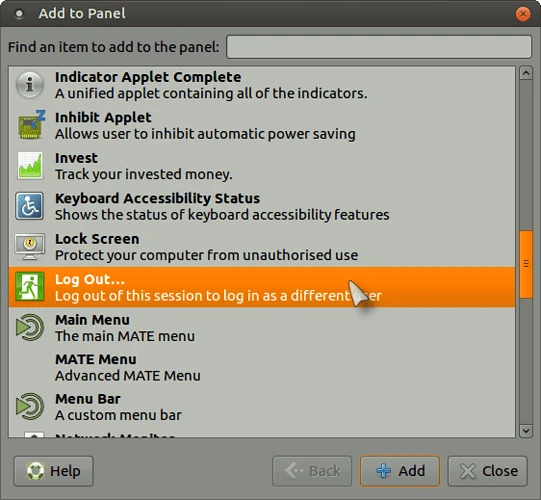 Add to Panel
Find an item to add to the panel:
Indicator Applet Complete
A unified applet containing all of the indicators.
Inhibit Applet
Allows user to inhibit automatic power saving
Invest
Track your invested money.
Keyboard Accessibility Status
Shows the status of keyboard accessibility features
Lock Screen
Protect your computer from unauthorised use
Log Out...
Log out of this session to log in as a different user
Main Menu
The main MATE menu
MATE Menu
Advanced MATE Menu
Menu Bar
A custom menu bar
Network Monitor
Help
Back
Add
Close